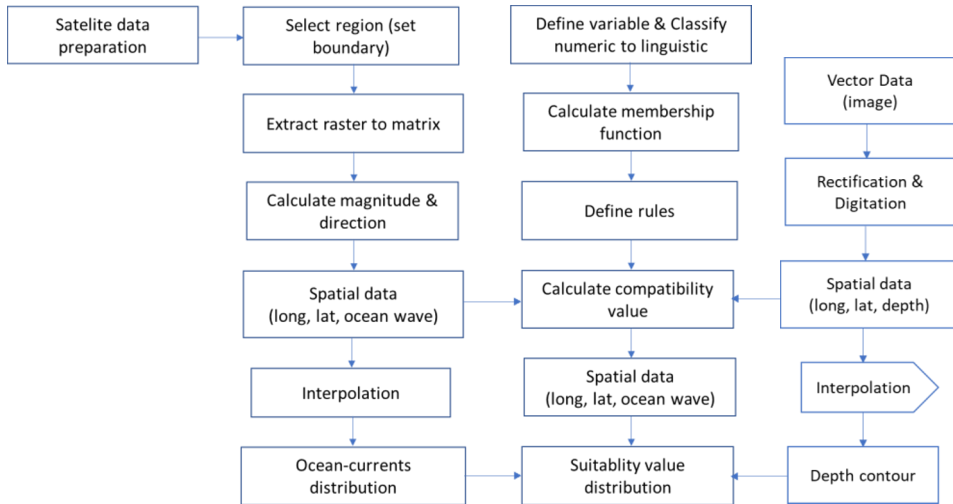 Satelite data
preparation
Select region (set
boundary)
Extract raster to matrix
Calculate magnitude &
direction
Spatial data
(long, lat, ocean wave)
Interpolation
Ocean-currents
distribution
Define variable & Classify
numeric to linguistic
Calculate membership
function
Define rules
Calculate compatibility
value
Spatial data
(long, lat, ocean wave)
Suitablity value
distribution
Vector Data
(image)
Rectification &
Digitation
Spatial data
(long, lat, depth)
Interpolation
Depth contour